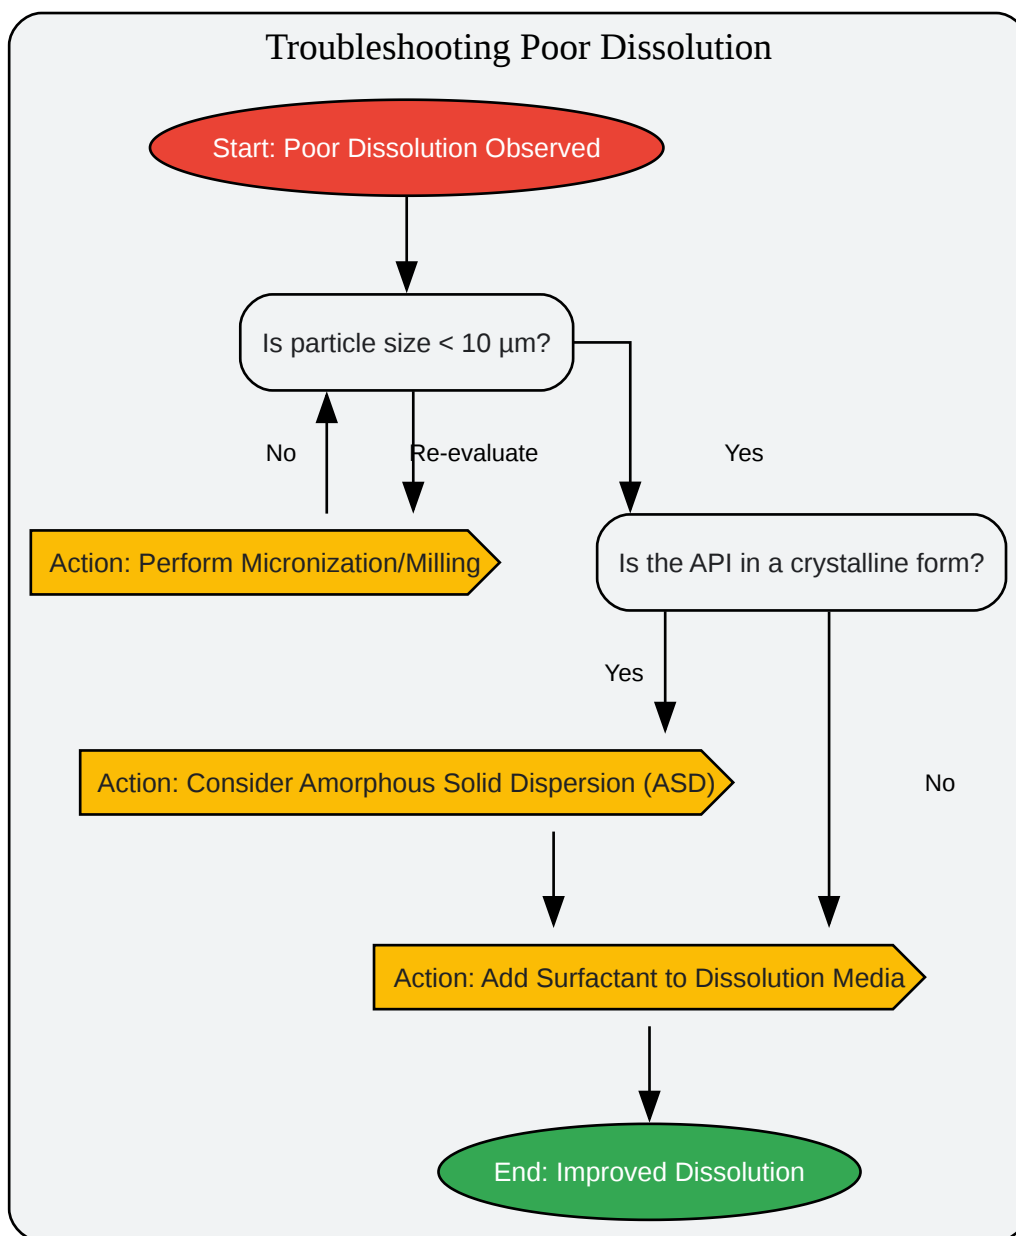 Troubleshooting Poor Dissolution
Start: Poor Dissolution Observed
Is particle size < 10 µm?
No
Re-evaluate
Yes
Action: Perform Micronization/Milling
Is the API in a crystalline form?
Yes
Action: Consider Amorphous Solid Dispersion (ASD)
No
Action: Add Surfactant to Dissolution Media
End: Improved Dissolution